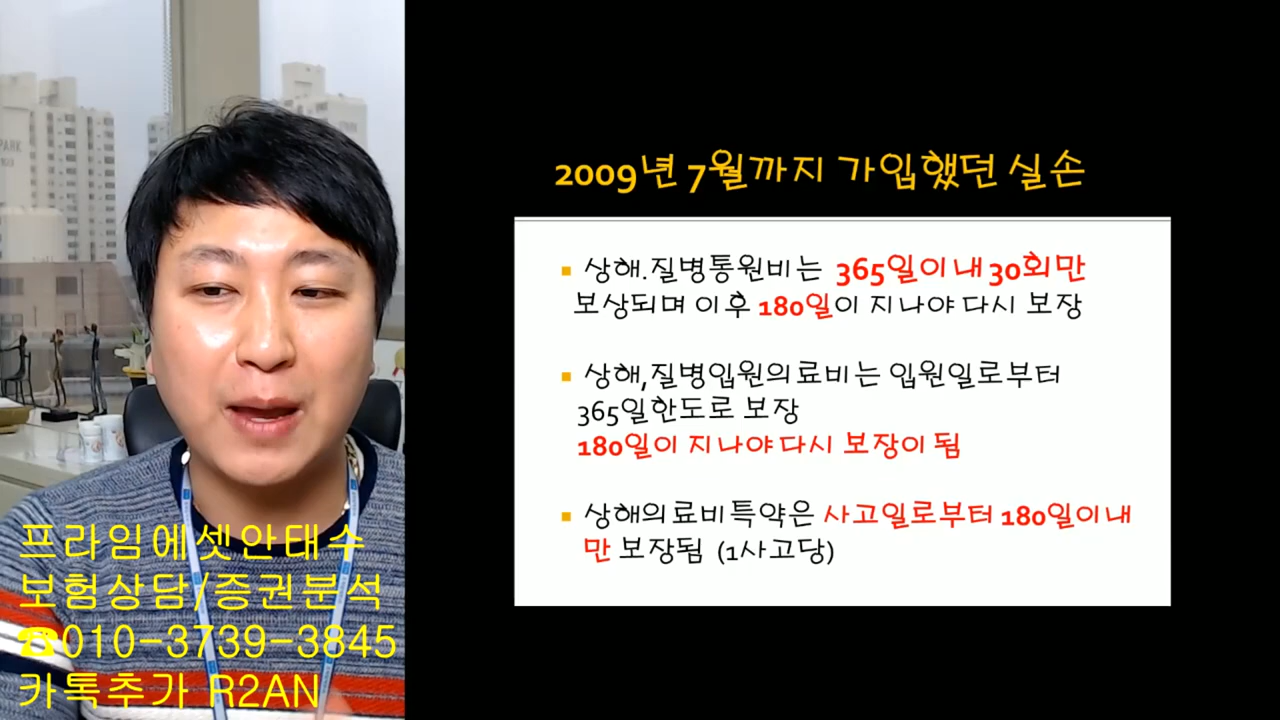 2009년 7월까지 가입했던 실손
▪ 상해.질병통원비는 365일이내 30회만
보상되며 이후 180일이 지나야 다시 보장
▪ 상해,질병입원의료비는 입원일로부터
365일한도로 보장
180일이 지나야 다시 보장이 됨
▪ 상해의료비특약은 사고일로부터 180일이내
만 보장됨 (1사고당)
PARK
프라임에셋안태수
보험상담/증권분석
☎010-3739-3845
카톡추가 R2AN